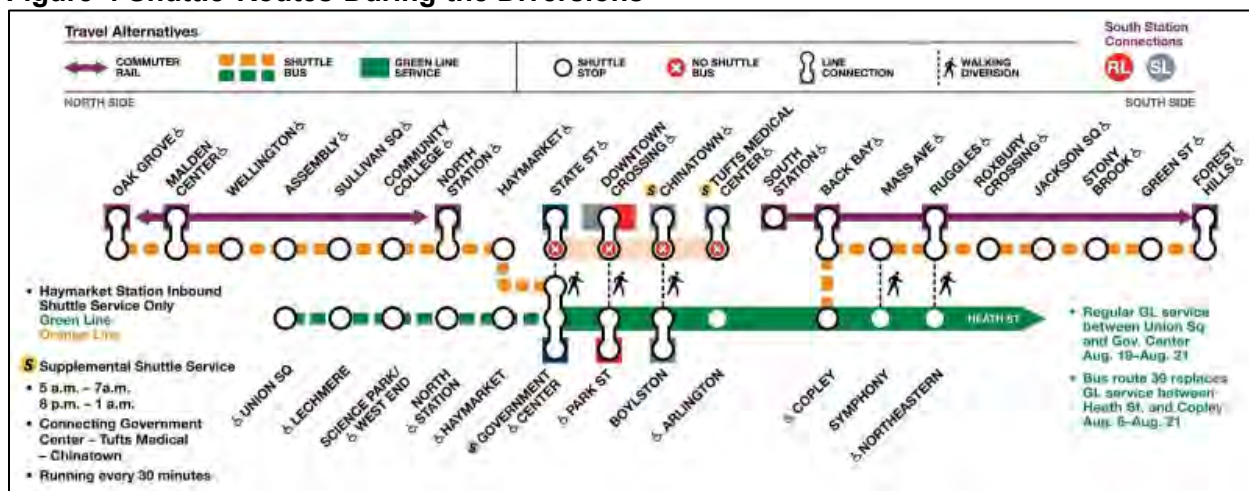 Figure 4 Shuttle Routes During the Diversions
Travel Alternatives
COMMUTER
RAIL
SHUTTLE
BUS
GREEN LINE
SERVICE
SHUTTLE
STOP
NO SHUTTLE
BUS
LINE
CONNECTION
WALKING
DIVERSION
South Station
Connections
RL
SL
NORTH SIDE
SOUTH SIDE
OAK GROVE
MALDEN
CENTER
WELLINGTON
ASSEMBLY
SULLIVAN SQ
COMMUNITY
COLLEGE
NORTH
STATION
HAYMARKET
STATE ST
DOWNTOWN
CROSSING
S CHINATOWN
S TUFTS MEDICAL
CENTER
SOUTH
STATION
BACK BAY
MASS AVE
RUGGLES
ROXBURY
CROSSING
JACKSON SQ
STONY
BROOK
GREEN ST
FOREST
HILLS
HEATH ST
• Haymarket Station Inbound
Shuttle Service Only
Green Line
Orange Line
S Supplemental Shuttle Service
• 5 a.m. – 7a.m.
8 p.m. – 1 a.m.
• Connecting Government
Center – Tufts Medical
– Chinatown
• Running every 30 minutes
UNION SQ
LECHMERE
SCIENCE PARK/
WEST END
NORTH
STATION
HAYMARKET
S GOVERNMENT
CENTER
PARK ST
BOYLSTON
ARLINGTON
COPLEY
SYMPHONY
NORTHEASTERN
• Regular GL service
between Union Sq
and Gov. Center
Aug. 19–Aug. 21
• Bus route 39 replaces
GL service between
Heath St. and Copley
Aug. 6–Aug. 21